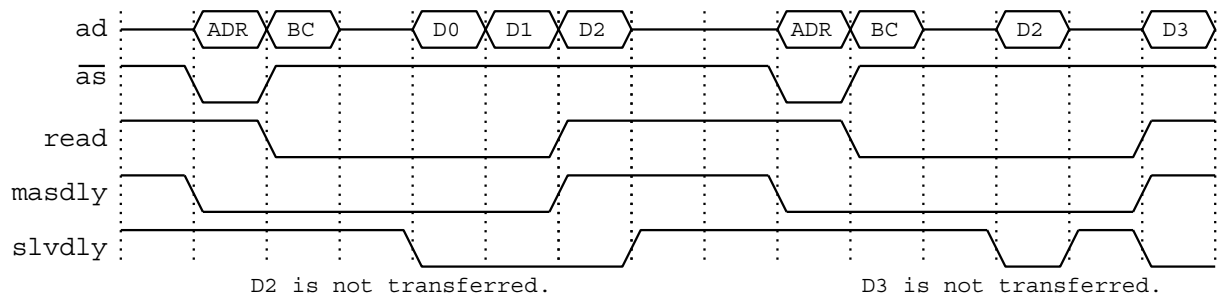 ad ADR BC D0 D1 D2 ADR BC D2 D3
as
read
masdly
slvdly
D2 is not transferred. D3 is not transferred.